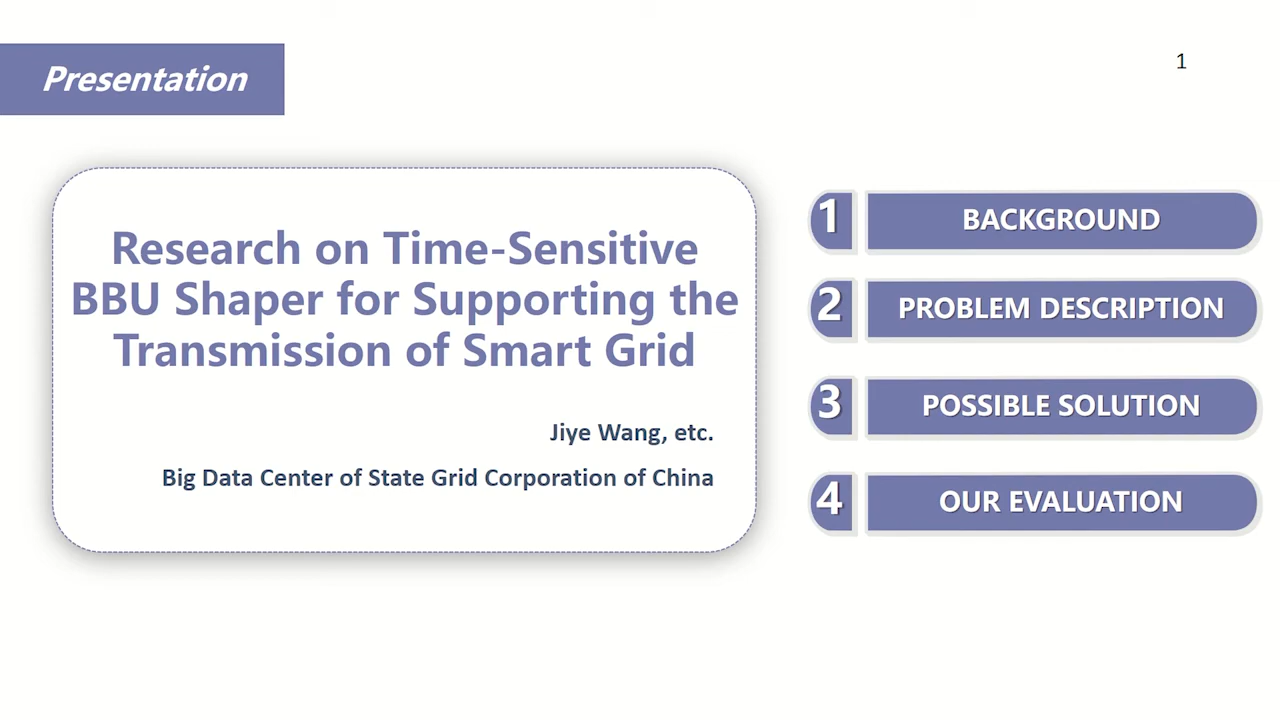 Presentation
1
Research on Time-Sensitive
BBU Shaper for Supporting the
Transmission of Smart Grid
Jiye Wang, etc.
Big Data Center of State Grid Corporation of China
1 BACKGROUND
2 PROBLEM DESCRIPTION
3 POSSIBLE SOLUTION
4 OUR EVALUATION